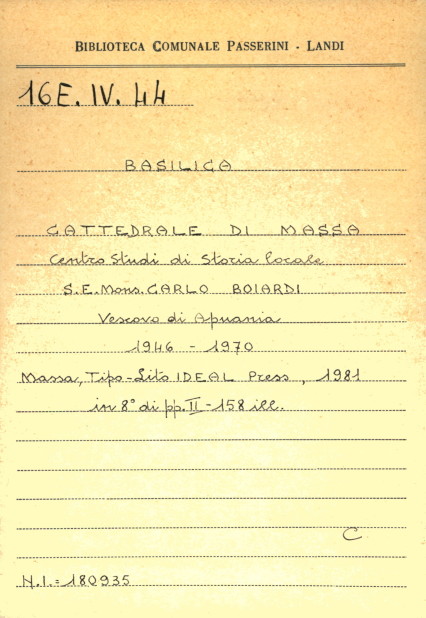 BIBLIOTECA COMUNALE PASSERINI - LANDI
16E. IV. 44
BASILICA
CATTEDRALE DI MASSA
Centro Studi di Storia locale
S.E. Mons. CARLO BOIARDI
Vescovo di Apuania
1946 - 1970
Massa, Tipo-Lito IDEAL Press, 1981
in 8° di pp. II - 158 ill.
C
N.I.= 180935